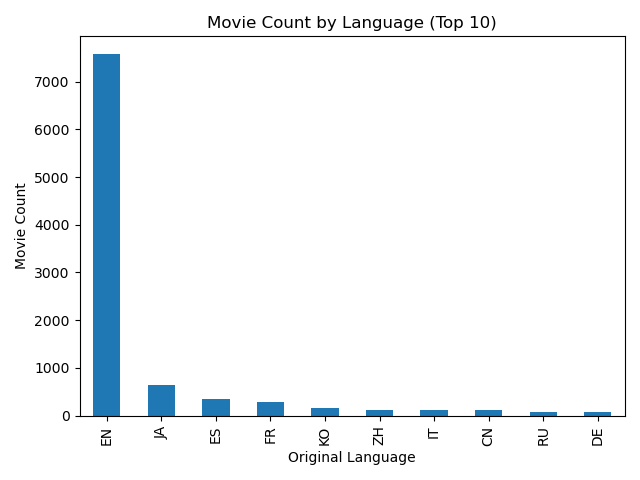 Movie Count by Language (Top 10)
7000
6000
5000
4000
3000
2000
1000
0
Movie Count
EN
JA
ES
FR
KO
ZH
IT
CN
RU
DE
Original Language